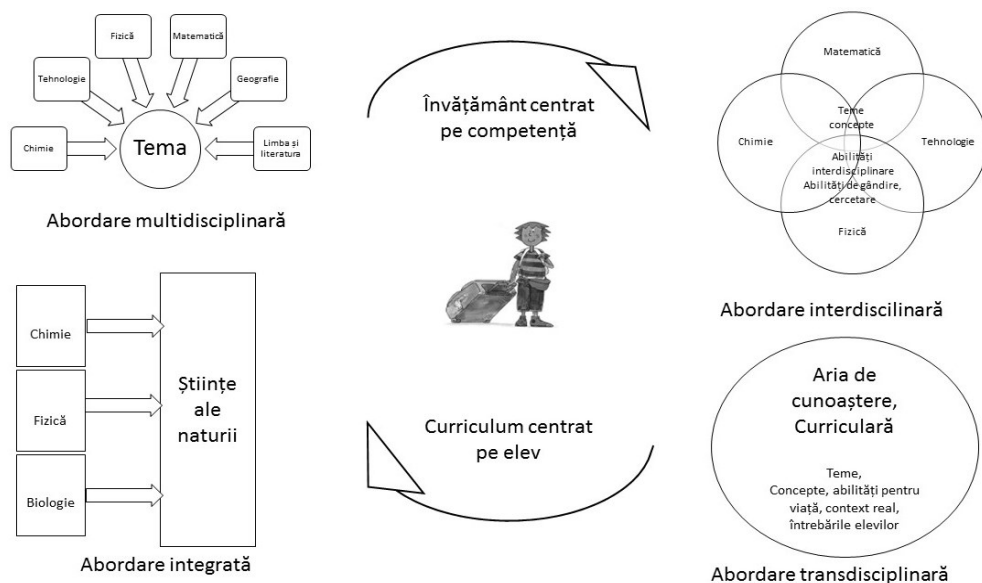 Fizică
Matematică
Tehnologie
Geografie
Chimie
Tema
Limba și
literatura
Abordare multidisciplinară
Învățământ centrat
pe competență
Matematică
Teme
concepte
Chimie
Tehnologie
Abilități
interdisciplinare
Abilități de gândire,
cercetare
Fizică
Abordare interdiscilinară
Chimie
Fizică
Biologie
Științe
ale
naturii
Abordare integrată
Curriculum centrat
pe elev
Aria de
cunoaștere,
Curriculară
Teme,
Concepte, abilități pentru
viață, context real,
întrebările elevilor
Abordare transdisciplinară